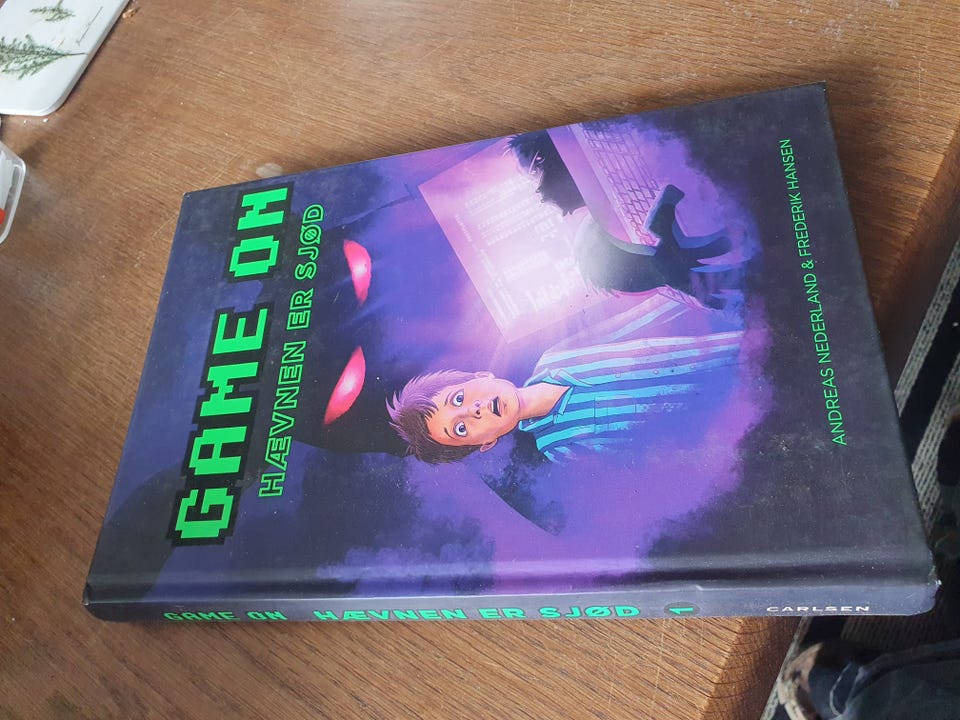 GAME ON
HÆVNEN ER SJØD
ANDREAS NEDERLAND & FREDERIK HANSEN
GAME ON HÆVNEN ER SJØD 1 CARLSEN